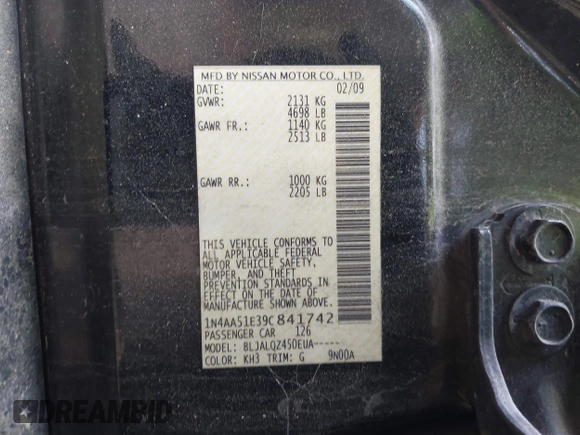 MFD BY NISSAN MOTOR CO., LTD.
DATE: 02/09
GVWR: 2131 KG
4698 LB
GAWR FR.: 1140 KG
2513 LB
GAWR RR.: 1000 KG
2205 LB
THIS VEHICLE CONFORMS TO
ALL APPLICABLE FEDERAL
MOTOR VEHICLE SAFETY,
BUMPER, AND THEFT
PREVENTION STANDARDS IN
EFFECT ON THE DATE OF
MANUFACTURE SHOWN ABOVE.
1N4AA51E39C841742
PASSENGER CAR 126
MODEL: BLJALQZ45OEUA-----
COLOR: KH3 TRIM: G 9N00A
DREAMBID